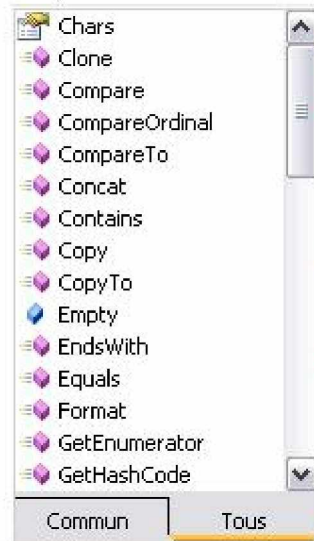 Chars
Clone
Compare
CompareOrdinal
CompareTo
Concat
Contains
Copy
CopyTo
Empty
EndsWith
Equals
Format
GetEnumerator
GetHashCode
Commun Tous